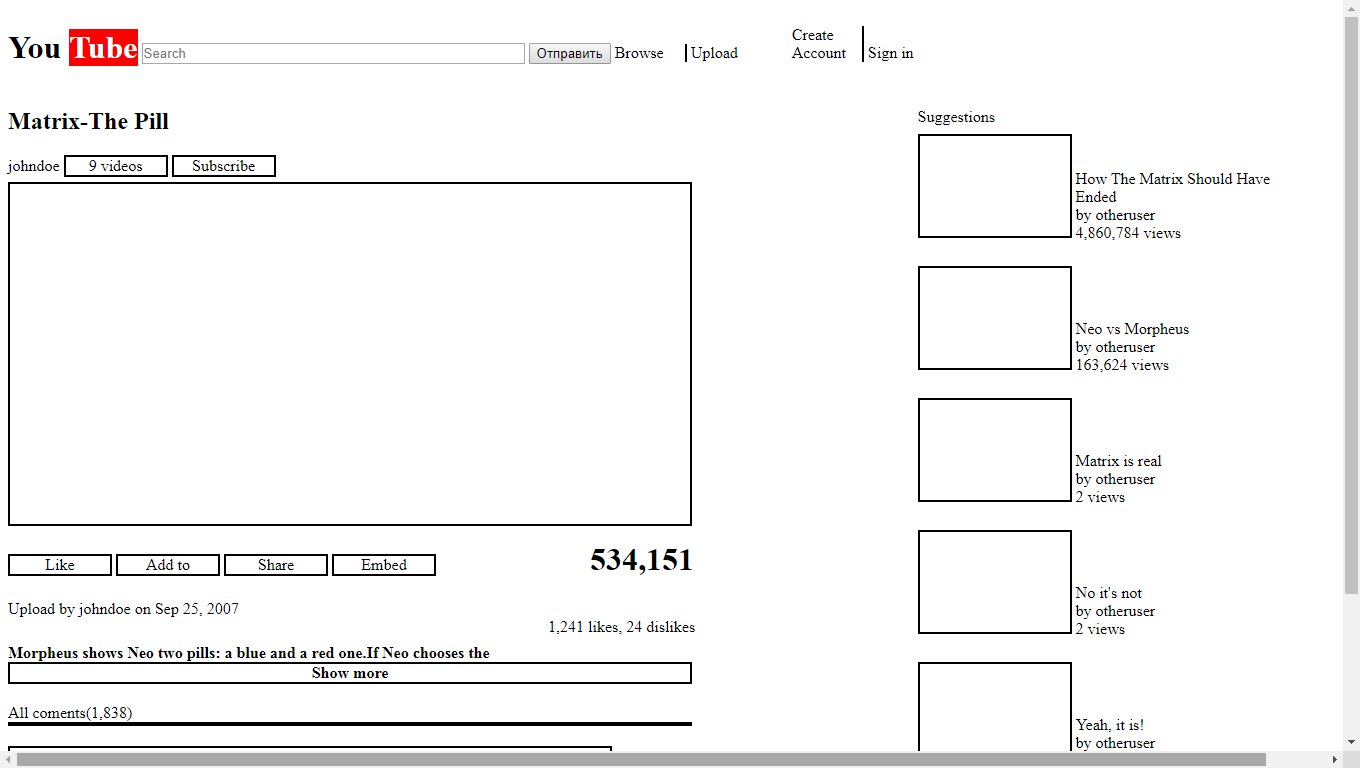 You Tube Search Отправить Browse Upload Create Account Sign in
Matrix-The Pill
johndoe 9 videos Subscribe
Like Add to Share Embed 534,151
Upload by johndoe on Sep 25, 2007
1,241 likes, 24 dislikes
Morpheus shows Neo two pills: a blue and a red one.If Neo chooses the
Show more
All coments(1,838)
Suggestions
How The Matrix Should Have
Ended
by otheruser
4,860,784 views
Neo vs Morpheus
by otheruser
163,624 views
Matrix is real
by otheruser
2 views
No it's not
by otheruser
2 views
Yeah, it is!
by otheruser